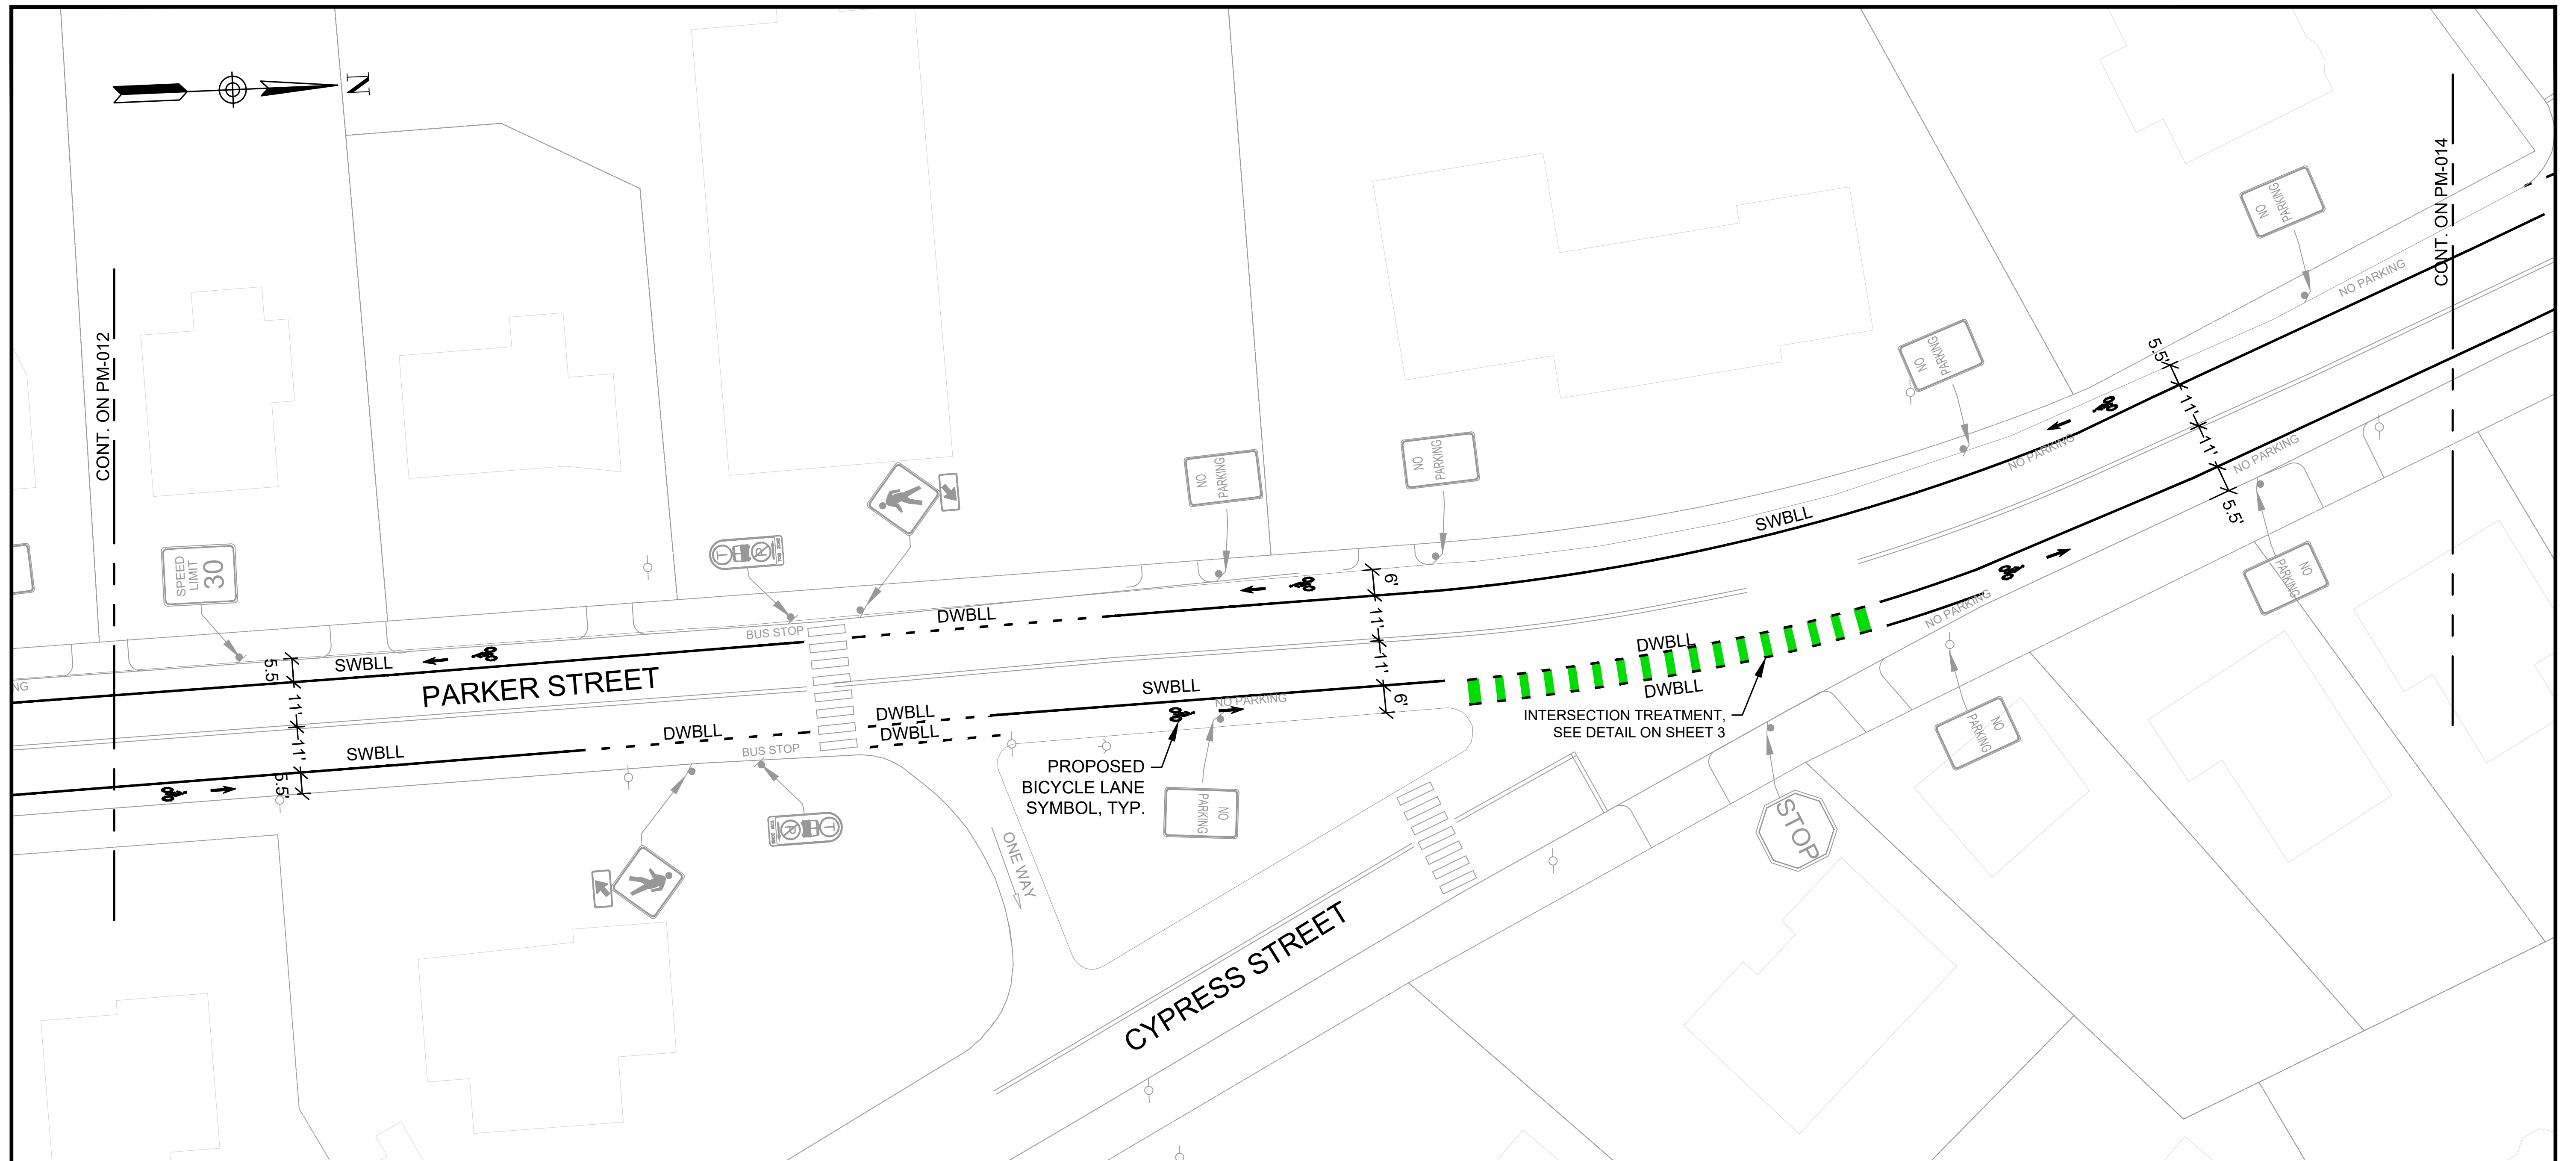 N
CONT. ON PM-012
CONT. ON PM-014
NO
PARKING
NO PARKING
NO
PARKING
NO PARKING
NO
PARKING
NO
PARKING
SPEED
LIMIT
30
5.5'
11'
11'
5.5'
SWBLL
NO PARKING
6'
11'
11'
6'
DWBLL
BUS STOP
SWBLL
5.5'
11'
11'
5.5'
NG
PARKER STREET
SWBLL
DWBLL
BUS STOP
DWBLL
DWBLL
SWBLL
NO PARKING
DWBLL
DWBLL
NO PARKING
INTERSECTION TREATMENT,
SEE DETAIL ON SHEET 3
PROPOSED
BICYCLE LANE
SYMBOL, TYP.
NO
PARKING
NO
PARKING
NO
PARKING
STOP
ONE WAY
CYPRESS STREET
T
P
T
P